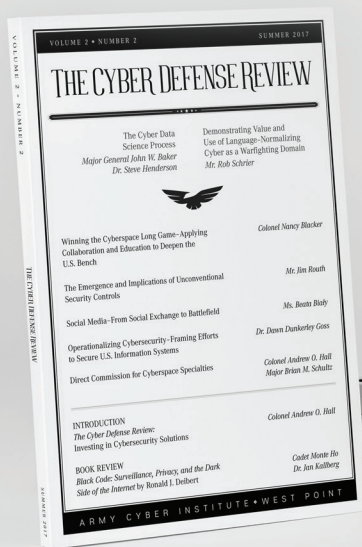 VOLUME 2 • NUMBER 2
SUMMER 2017
THE CYBER DEFENSE REVIEW
The Cyber Data
Science Process
Major General John W. Baker
Dr. Steve Henderson
Demonstrating Value and
Use of Language–Normalizing
Cyber as a Warfighting Domain
Mr. Rob Schrier
Winning the Cyberspace Long Game–Applying
Collaboration and Education to Deepen the
U.S. Bench
Colonel Nancy Blacker
The Emergence and Implications of Unconventional
Security Controls
Mr. Jim Routh
Social Media–From Social Exchange to Battlefield
Ms. Beata Bialy
Operationalizing Cybersecurity–Framing Efforts
to Secure U.S. Information Systems
Dr. Dawn Dunkerley Goss
Direct Commission for Cyberspace Specialties
Colonel Andrew O. Hall
Major Brian M. Schultz
INTRODUCTION
The Cyber Defense Review:
Investing in Cybersecurity Solutions
Colonel Andrew O. Hall
BOOK REVIEW
Black Code: Surveillance, Privacy, and the Dark
Side of the Internet by Ronald J. Deibert
Cadet Monte Ho
Dr. Jan Kallberg
ARMY CYBER INSTITUTE • WEST POINT
VOLUME 2 • NUMBER 2
THE CYBER DEFENSE REVIEW
SUMMER 2017